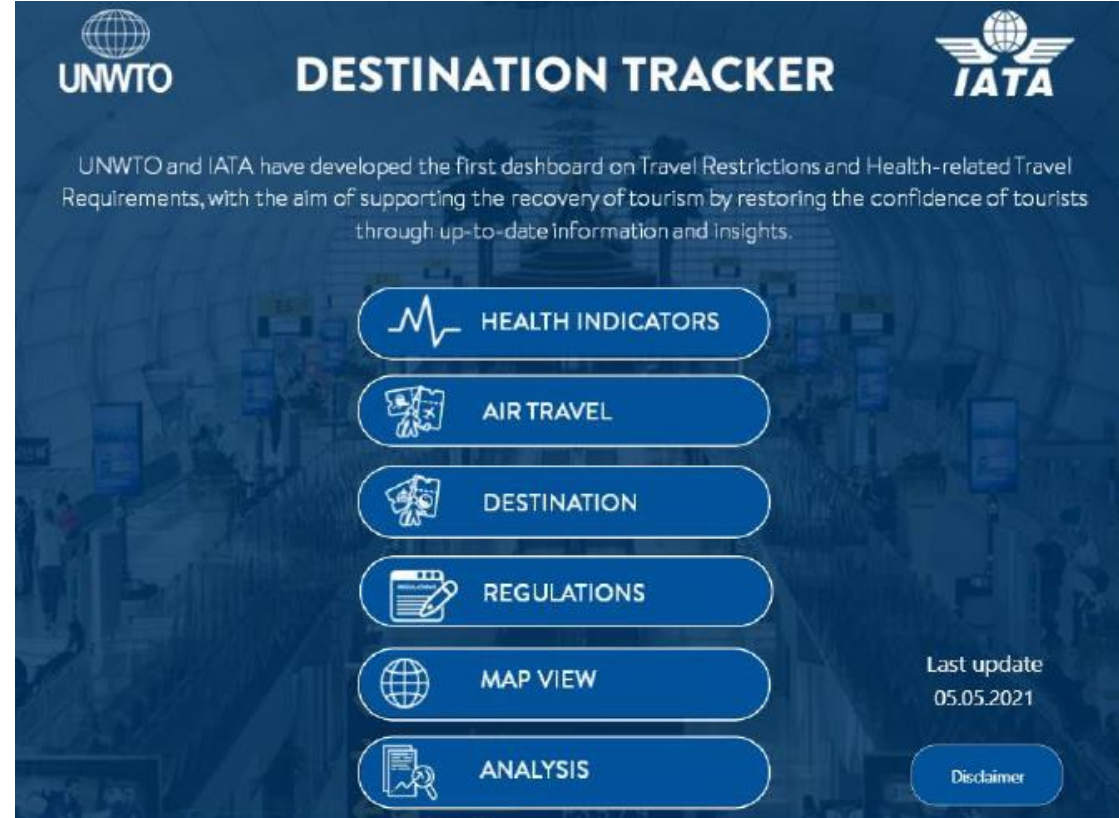 UNWTO
DESTINATION TRACKER
IATA
UNWTO and IATA have developed the first dashboard on Travel Restrictions and Health-related Travel
Requirements, with the aim of supporting the recovery of tourism by restoring the confidence of tourists
through up-to-date information and insights.
HEALTH INDICATORS
AIR TRAVEL
DESTINATION
REGULATIONS
MAP VIEW
Last update
05.05.2021
ANALYSIS
Disclaimer